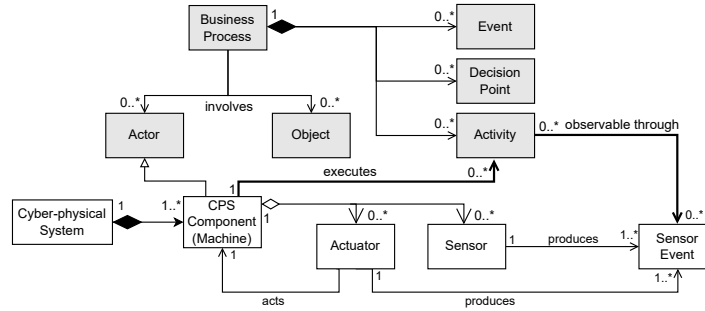 Business
Process
1
0..*
Event
0..*
Decision
Point
0..*
involves
0..*
Actor
Object
0..*
Activity
0..*
observable through
executes
0..*
Cyber-physical
System
1
1..*
CPS
Component
(Machine)
1
1
0..*
0..*
0..*
Actuator
Sensor
1
produces
1..*
Sensor
Event
1
1
1..*
acts
produces